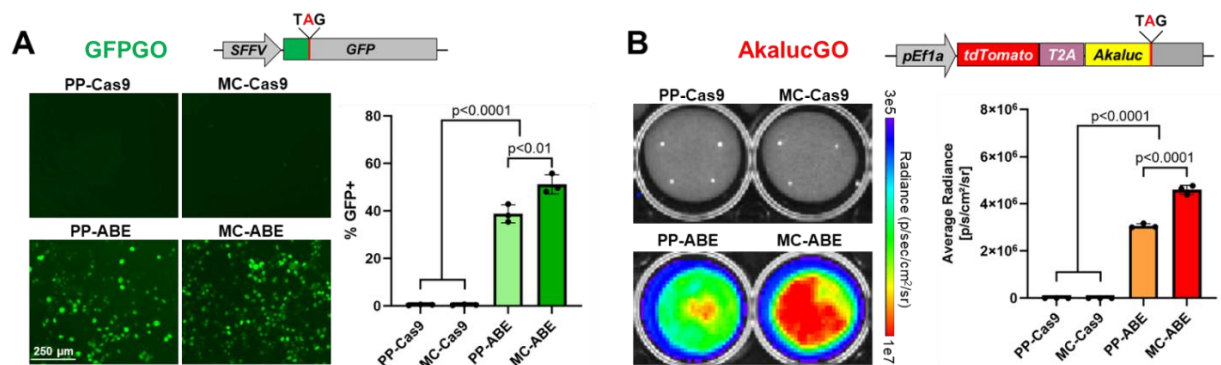 A
GFPGO
TAG
SFFV
GFP
PP-Cas9
MC-Cas9
PP-ABE
MC-ABE
250 µm
80
60
40
20
0
% GFP+
p<0.0001
p<0.01
PP-Cas9
MC-Cas9
PP-ABE
MC-ABE
B
AkalucGO
TAG
pEf1a
tdTomato
T2A
Akaluc
PP-Cas9
MC-Cas9
PP-ABE
MC-ABE
3e5
Radiance (p/sec/cm²/sr)
1e7
8×10⁶
6×10⁶
4×10⁶
2×10⁶
0
Average Radiance
[p/s/cm²/sr]
p<0.0001
p<0.0001
PP-Cas9
MC-Cas9
PP-ABE
MC-ABE